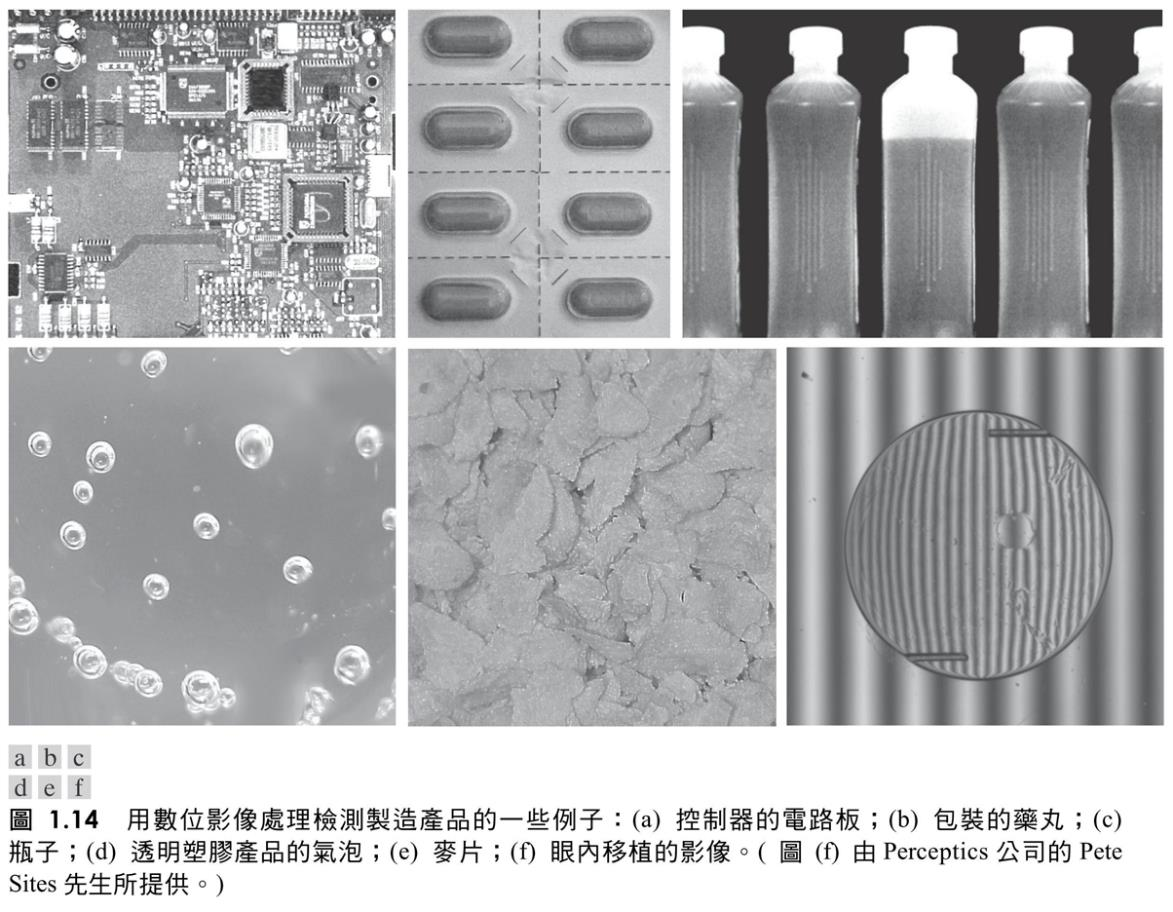 a b c
d e f
圖 1.14 用數位影像處理檢測製造產品的一些例子：(a) 控制器的電路板；(b) 包裝的藥丸；(c)
瓶子；(d) 透明塑膠產品的氣泡；(e) 麥片；(f) 眼內移植的影像。( 圖 (f) 由 Perceptics 公司的 Pete
Sites 先生所提供。)